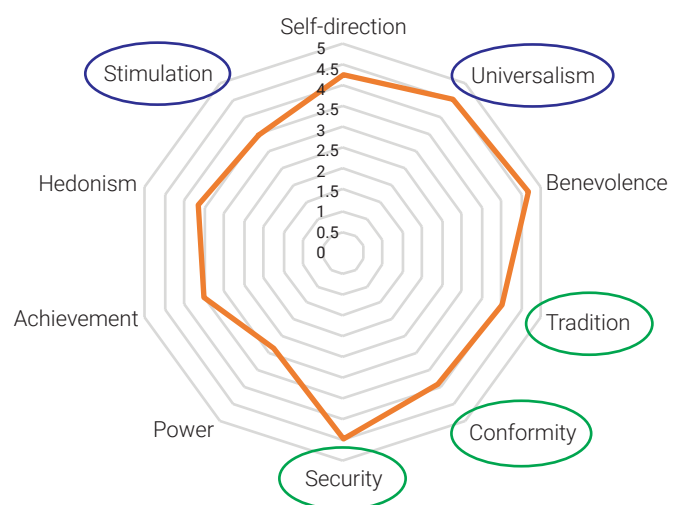 Self-direction
5
4.5
4
3.5
3
2.5
2
1.5
1
0.5
0
Stimulation
Universalism
Hedonism
Benevolence
Achievement
Tradition
Power
Conformity
Security